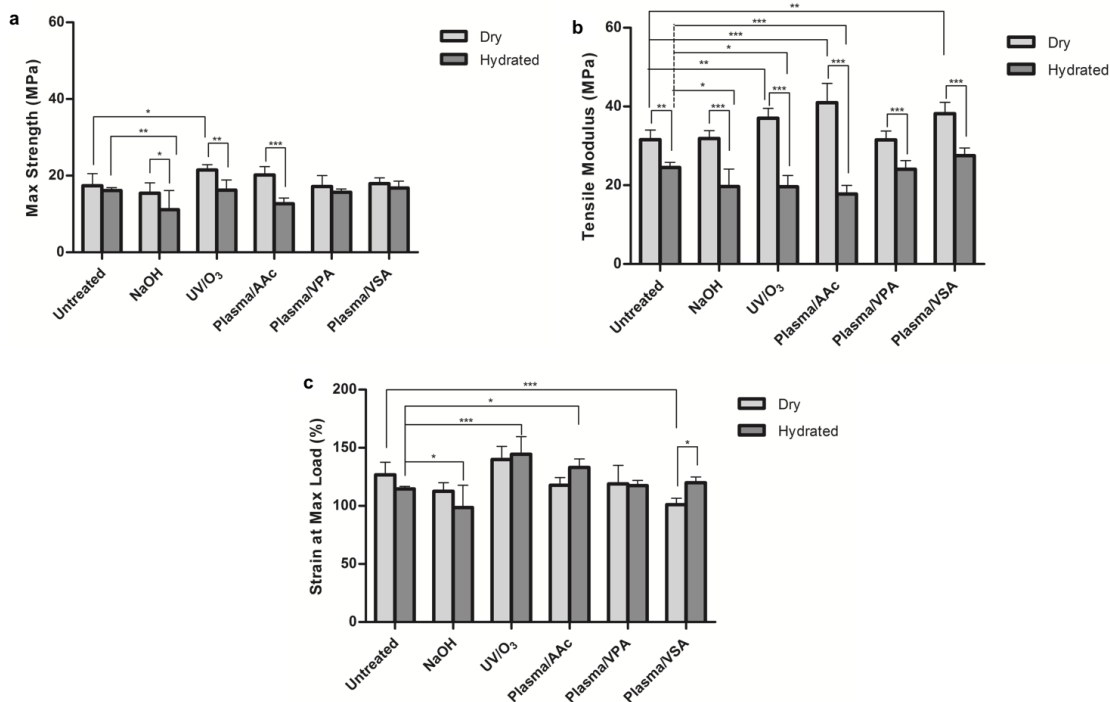 a
Max Strength (MPa)
60
40
20
0
*
**
*
**
***
Dry
Hydrated
Untreated
NaOH
UV/O₃
Plasma/AAc
Plasma/VPA
Plasma/VSA
b
Tensile Modulus (MPa)
60
40
20
0
**
***
***
*
**
*
**
***
***
***
***
***
Dry
Hydrated
Untreated
NaOH
UV/O₃
Plasma/AAc
Plasma/VPA
Plasma/VSA
c
Strain at Max Load (%)
200
150
100
50
0
***
*
***
*
*
Dry
Hydrated
Untreated
NaOH
UV/O₃
Plasma/AAc
Plasma/VPA
Plasma/VSA